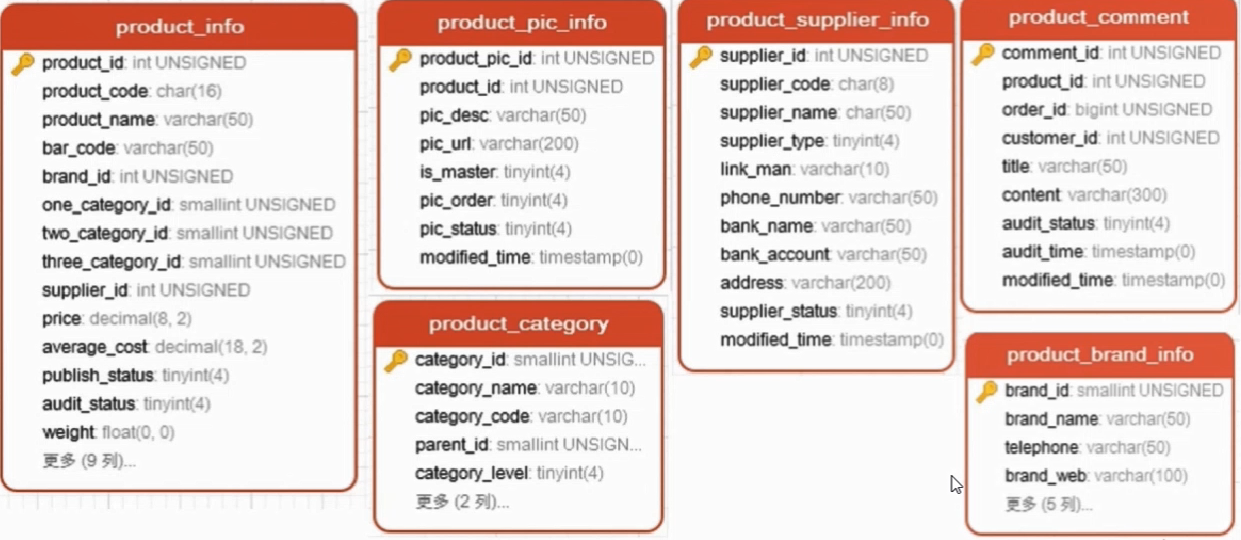 product_info
product_id: int UNSIGNED
product_code: char(16)
product_name: varchar(50)
bar_code: varchar(50)
brand_id: int UNSIGNED
one_category_id: smallint UNSIGNED
two_category_id: smallint UNSIGNED
three_category_id: smallint UNSIGNED
supplier_id: int UNSIGNED
price: decimal(8, 2)
average_cost: decimal(18, 2)
publish_status: tinyint(4)
audit_status: tinyint(4)
weight: float(0, 0)
更多 (9 列)...
product_pic_info
product_pic_id: int UNSIGNED
product_id: int UNSIGNED
pic_desc: varchar(50)
pic_url: varchar(200)
is_master: tinyint(4)
pic_order: tinyint(4)
pic_status: tinyint(4)
modified_time: timestamp(0)
product_category
category_id: smallint UNSIG...
category_name: varchar(10)
category_code: varchar(10)
parent_id: smallint UNSIGN...
category_level: tinyint(4)
更多 (2 列)...
product_supplier_info
supplier_id: int UNSIGNED
supplier_code: char(8)
supplier_name: char(50)
supplier_type: tinyint(4)
link_man: varchar(10)
phone_number: varchar(50)
bank_name: varchar(50)
bank_account: varchar(50)
address: varchar(200)
supplier_status: tinyint(4)
modified_time: timestamp(0)
product_comment
comment_id: int UNSIGNED
product_id: int UNSIGNED
order_id: bigint UNSIGNED
customer_id: int UNSIGNED
title: varchar(50)
content: varchar(300)
audit_status: tinyint(4)
audit_time: timestamp(0)
modified_time: timestamp(0)
product_brand_info
brand_id: smallint UNSIGNED
brand_name: varchar(50)
telephone: varchar(50)
brand_web: varchar(100)
更多 (5 列)...